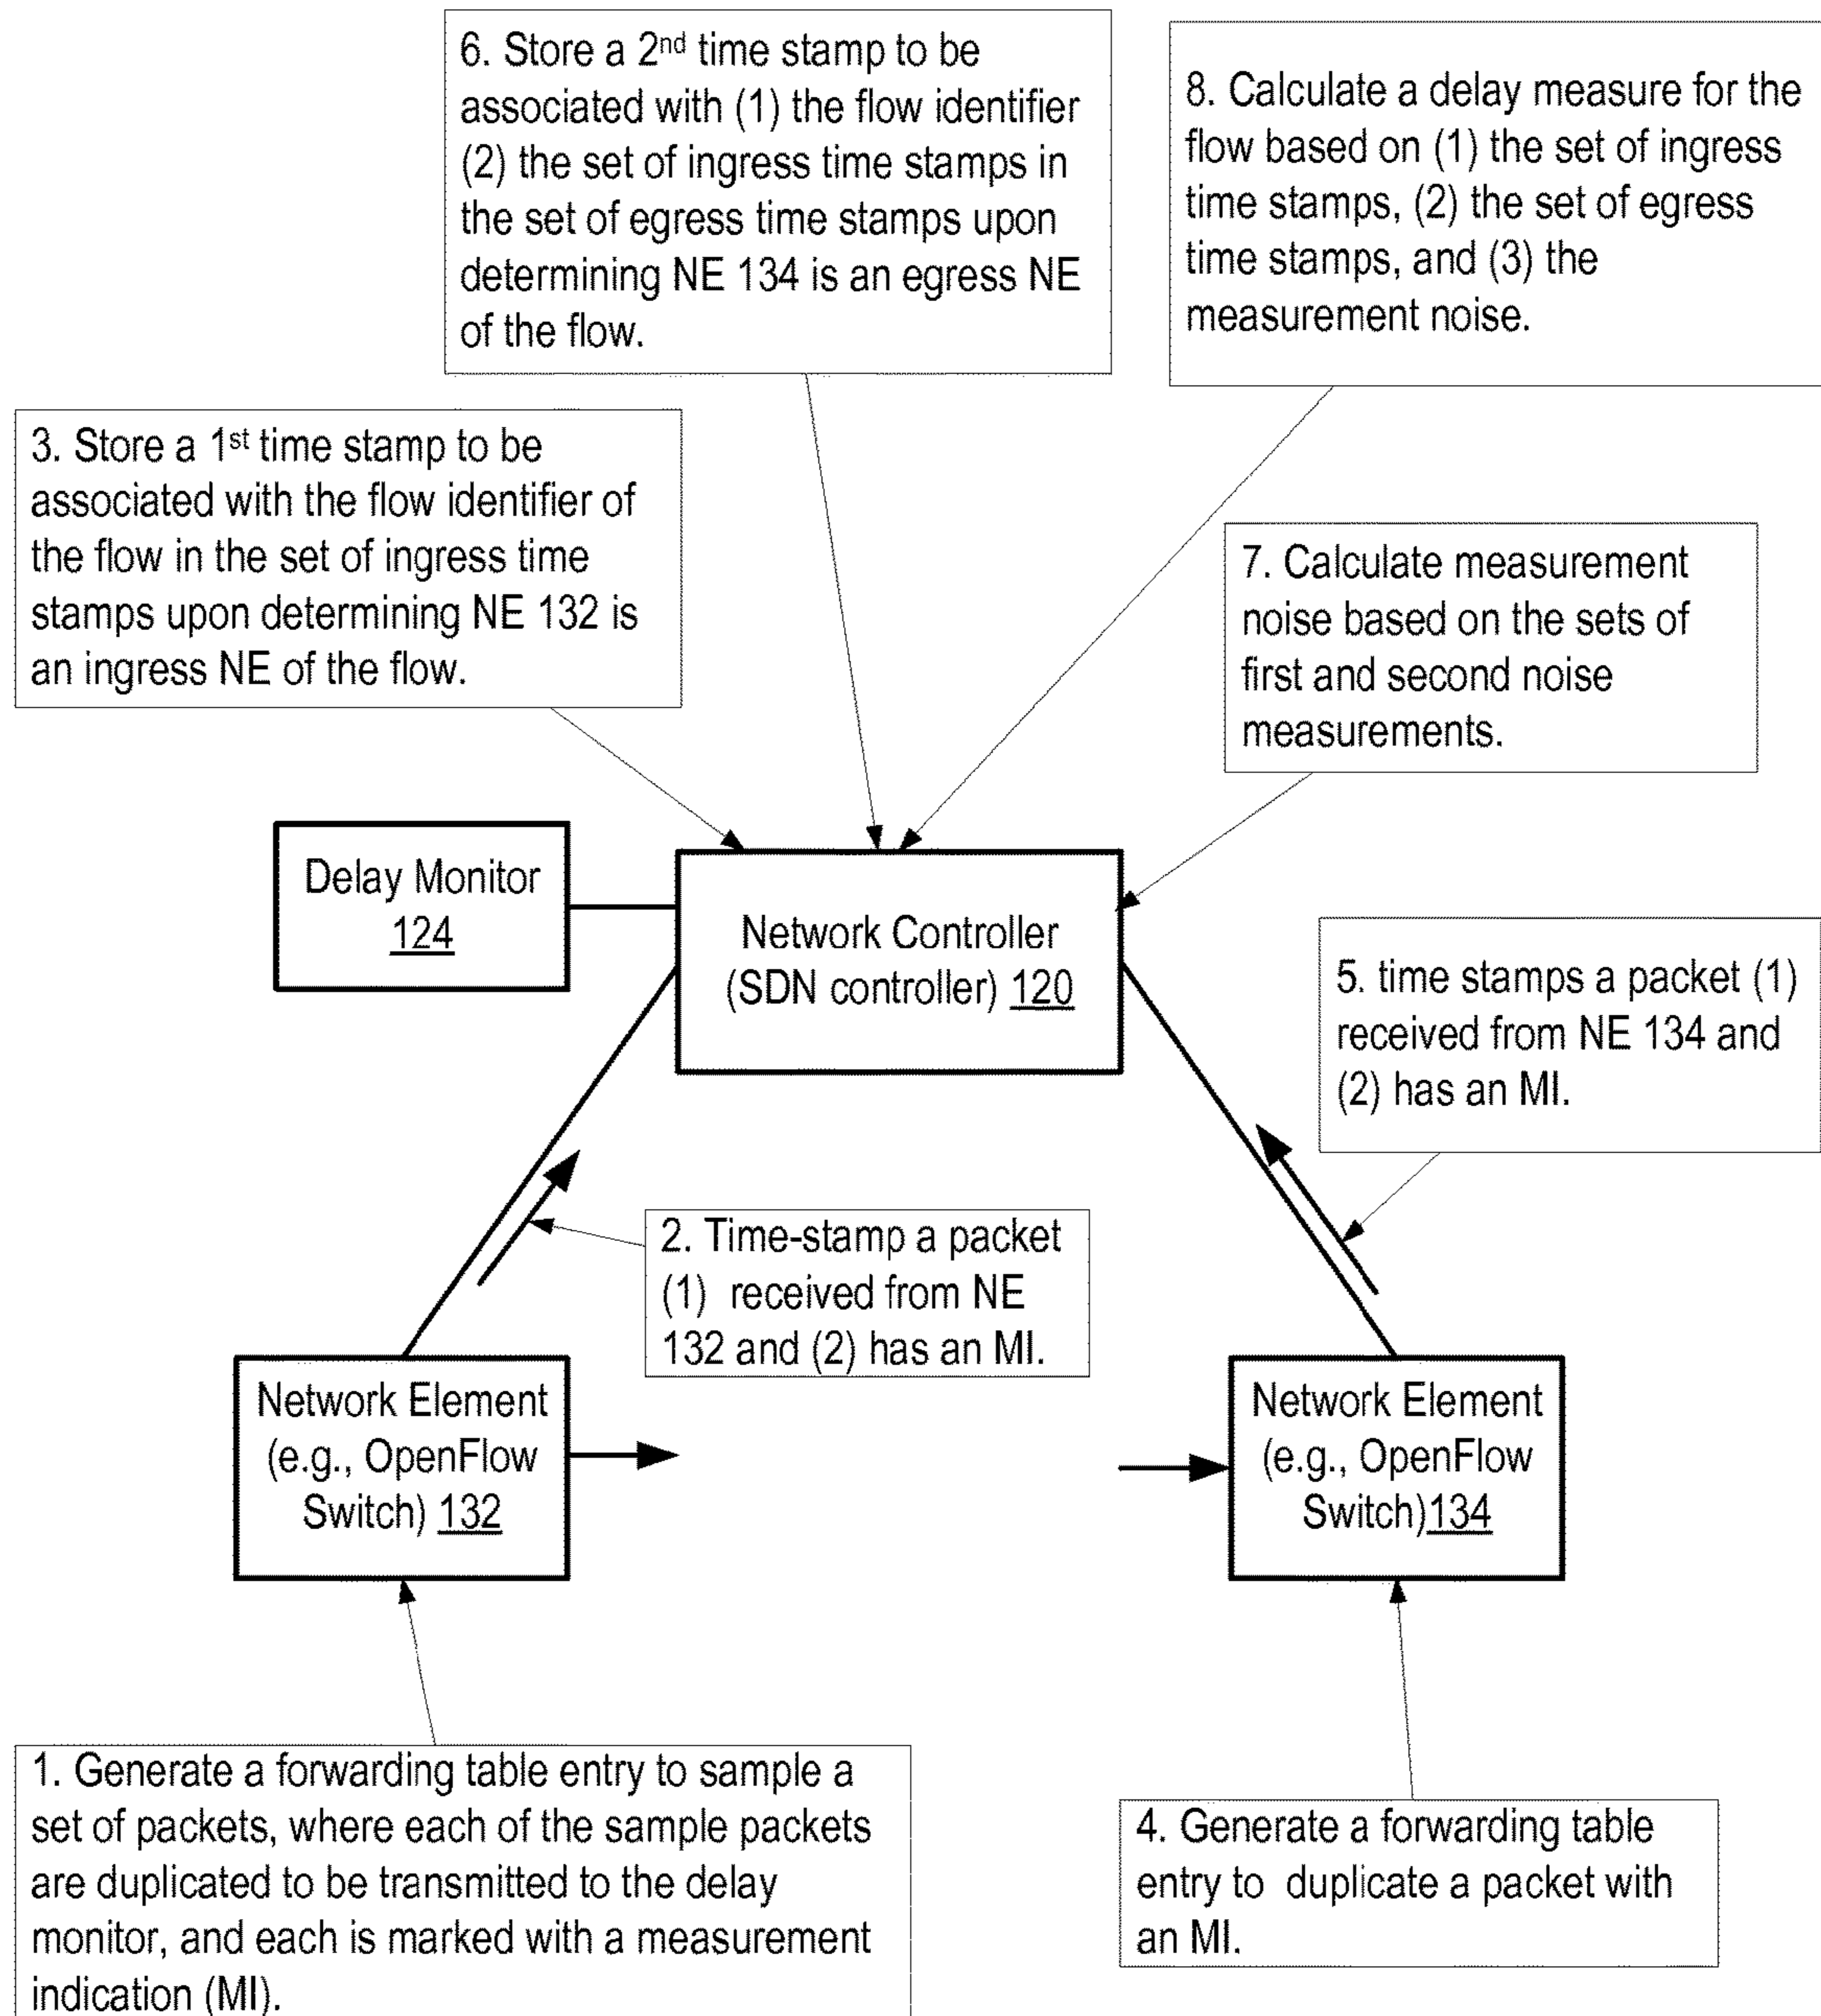 6. Store a 2nd time stamp to be
associated with (1) the flow identifier
(2) the set of ingress time stamps in
the set of egress time stamps upon
determining NE 134 is an egress NE
of the flow.
8. Calculate a delay measure for the
flow based on (1) the set of ingress
time stamps, (2) the set of egress
time stamps, and (3) the
measurement noise.
3. Store a 1st time stamp to be
associated with the flow identifier of
the flow in the set of ingress time
stamps upon determining NE 132 is
an ingress NE of the flow.
7. Calculate measurement
noise based on the sets of
first and second noise
measurements.
Delay Monitor
124
Network Controller
(SDN controller) 120
5. time stamps a packet (1)
received from NE 134 and
(2) has an MI.
2. Time-stamp a packet
(1) received from NE
132 and (2) has an MI.
Network Element
(e.g., OpenFlow
Switch) 132
Network Element
(e.g., OpenFlow
Switch)134
1. Generate a forwarding table entry to sample a
set of packets, where each of the sample packets
are duplicated to be transmitted to the delay
monitor, and each is marked with a measurement
indication (MI).
4. Generate a forwarding table
entry to duplicate a packet with
an MI.